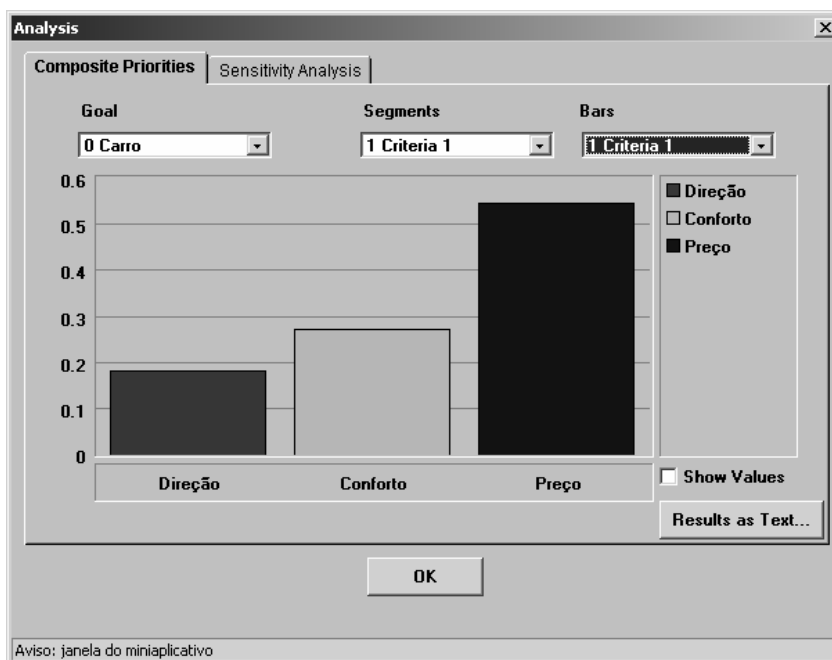 Analysis
Composite Priorities Sensitivity Analysis
Goal Segments Bars
0 Carro 1 Criteria 1 1 Criteria 1
0.6
0.5
0.4
0.3
0.2
0.1
0
Direção
Conforto
Preço
Direção Conforto Preço
Show Values
Results as Text...
OK
Aviso: janela do miniaplicativo